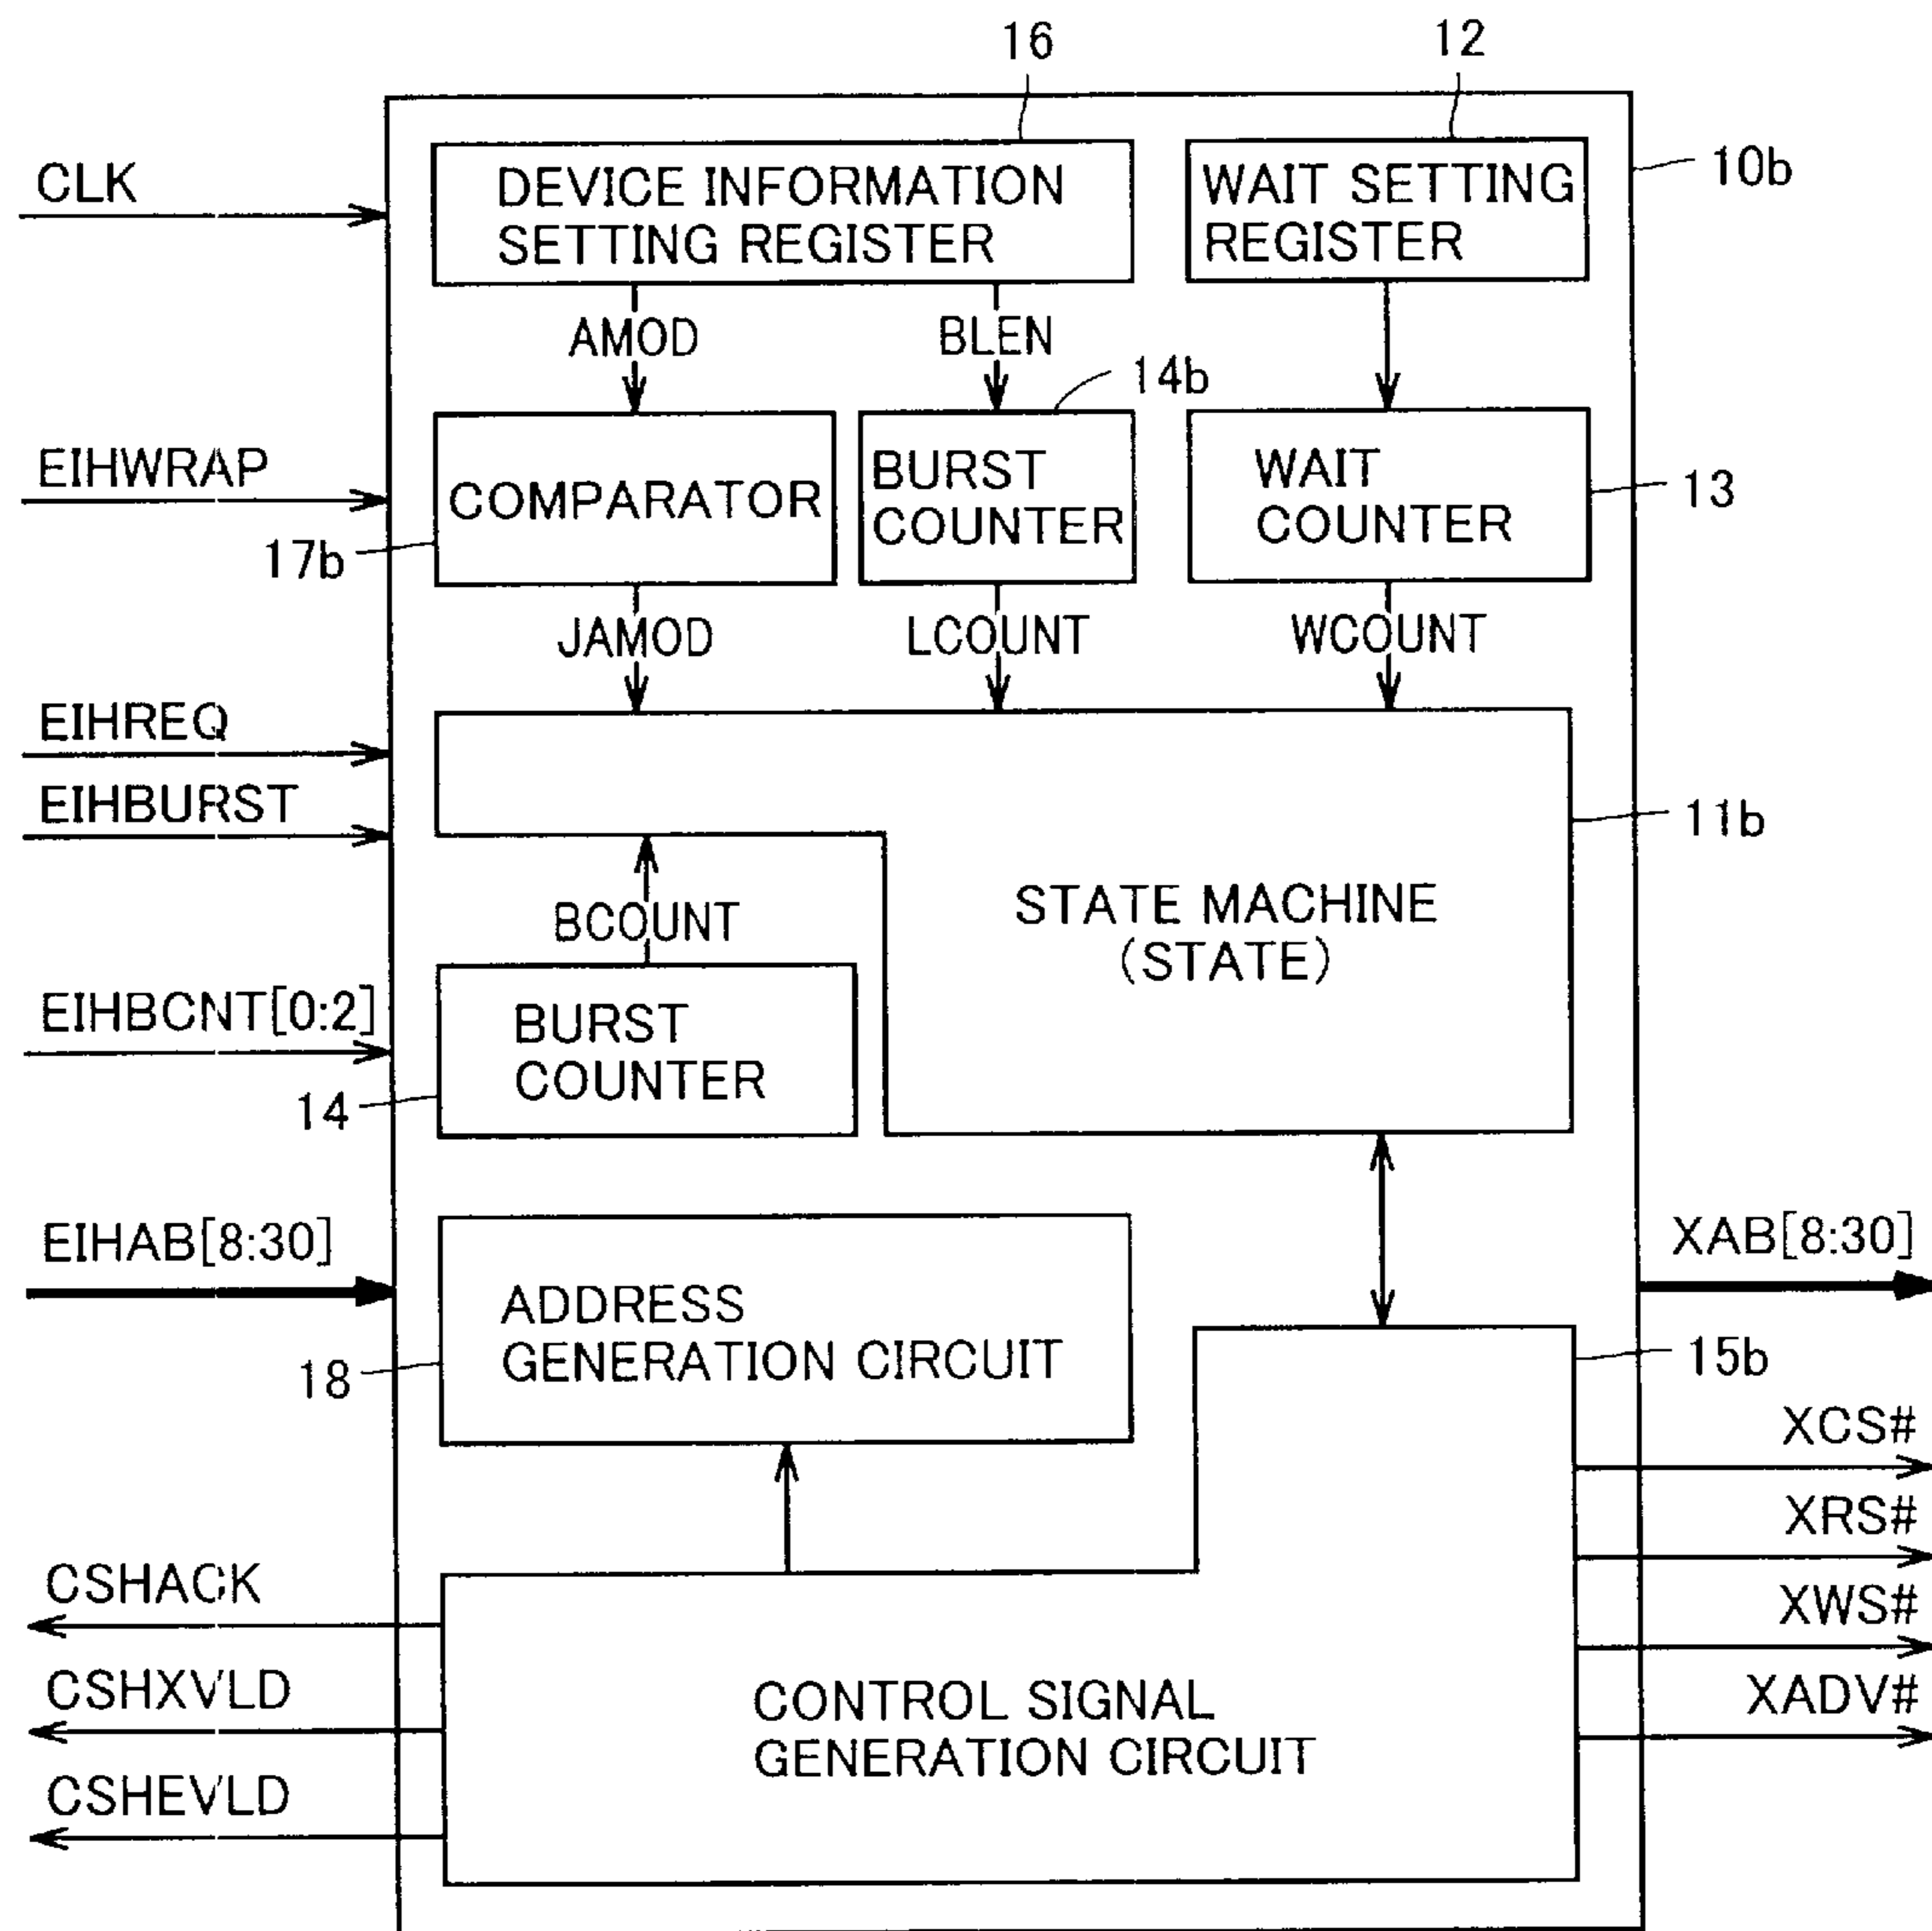 16
12
10b
CLK
DEVICE INFORMATION
SETTING REGISTER
WAIT SETTING
REGISTER
AMOD
BLEN
14b
EIHWRAP
COMPARATOR
BURST
COUNTER
WAIT
COUNTER
13
17b
JAMOD
LCOUNT
WCOUNT
EIHREQ
EIHBURST
11b
STATE MACHINE
(STATE)
BCOUNT
EIHBCNT[0:2]
BURST
COUNTER
14
EIHAB[8:30]
XAB[8:30]
ADDRESS
GENERATION CIRCUIT
18
15b
XCS#
XRS#
CSHACK
XWS#
CSHXVLD
XADV#
CONTROL SIGNAL
GENERATION CIRCUIT
CSHEVLD